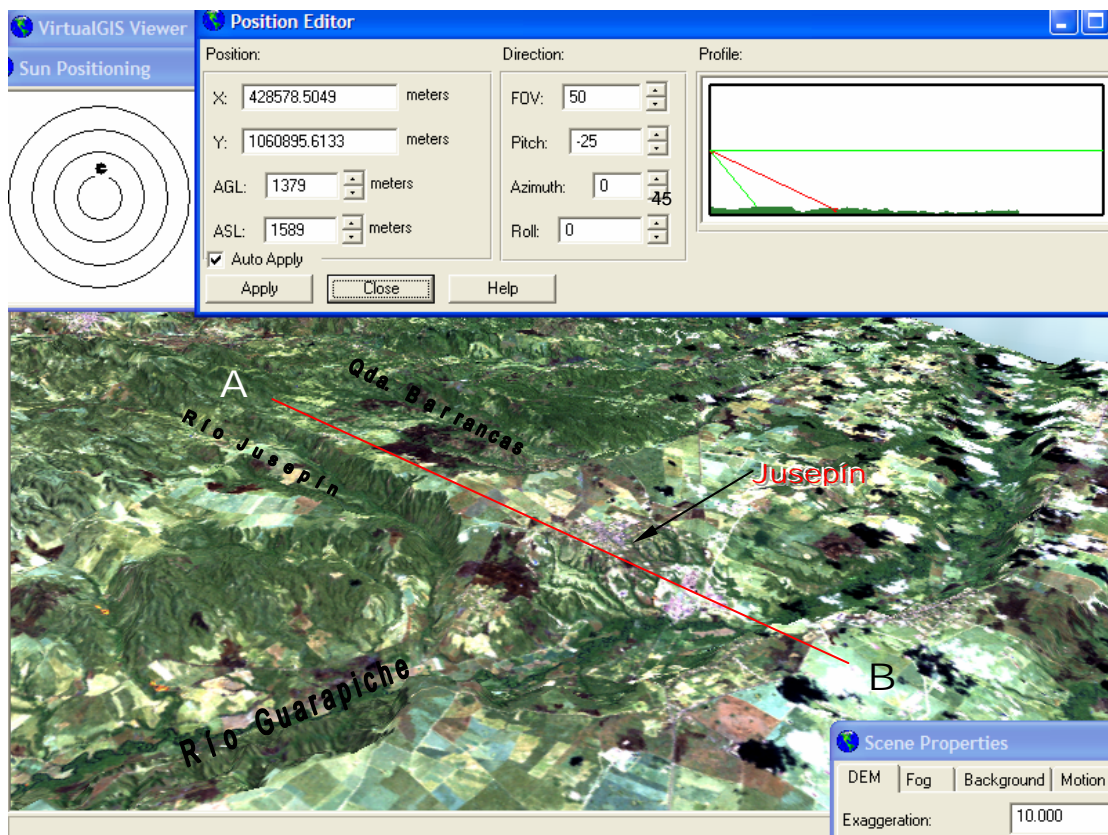 VirtualGIS Viewer
Sun Positioning
Position Editor
Position:
X: 428578.5049 meters
Y: 1060895.6133 meters
AGL: 1379 meters
ASL: 1589 meters
Auto Apply
Apply Close Help
Direction:
FOV: 50
Pitch: -25
Azimuth: 0
45
Roll: 0
Profile:
A
Qda. Barrancas
Río Jusepín
Jusepín
Río Guarapiche
B
Scene Properties
DEM Fog Background Motion
Exaggeration: 10.000